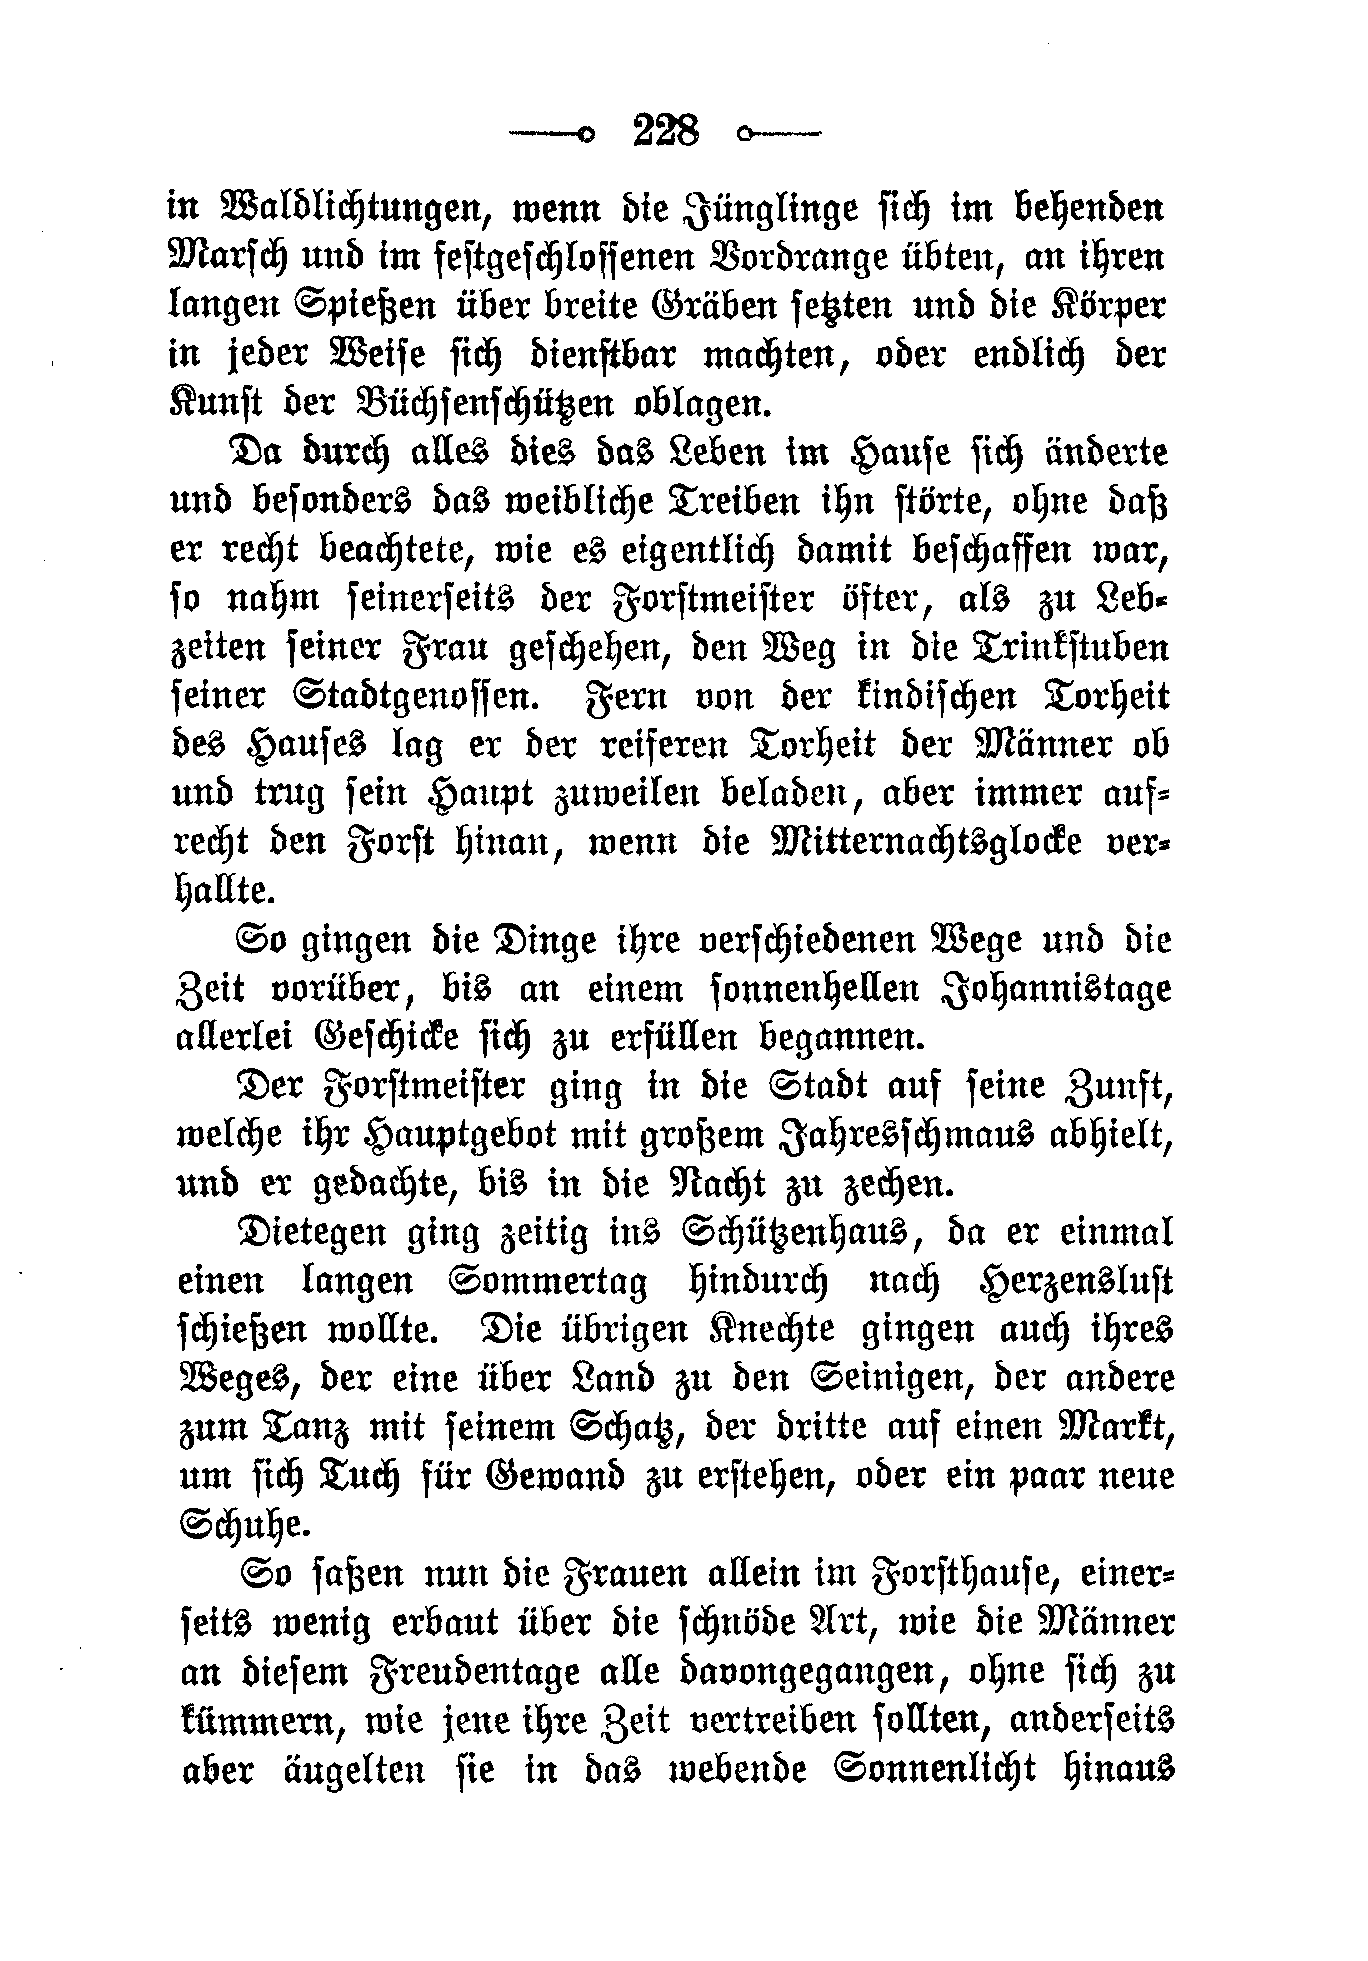 228
in Waldlichtungen, wenn die Jünglinge sich im behenden
Marsch und im festgeschlossenen Vordrange übten, an ihren
langen Spießen über breite Gräben setzten und die Körper
in jeder Weise sich dienstbar machten, oder endlich der
Kunst der Büchsenschützen oblagen.
Da durch alles dies das Leben im Hause sich änderte
und besonders das weibliche Treiben ihn störte, ohne daß
er recht beachtete, wie es eigentlich damit beschaffen war,
so nahm seinerseits der Forstmeister öfter, als zu Leb-
zeiten seiner Frau geschehen, den Weg in die Trinkstuben
seiner Stadtgenossen. Fern von der kindischen Torheit
des Hauses lag er der reiferen Torheit der Männer ob
und trug sein Haupt zuweilen beladen, aber immer auf-
recht den Forst hinan, wenn die Mitternachtsglocke ver-
hallte.
So gingen die Dinge ihre verschiedenen Wege und die
Zeit vorüber, bis an einem sonnenhellen Johannistage
allerlei Geschicke sich zu erfüllen begannen.
Der Forstmeister ging in die Stadt auf seine Zunft,
welche ihr Hauptgebot mit großem Jahresschmaus abhielt,
und er gedachte, bis in die Nacht zu zechen.
Dietegen ging zeitig ins Schützenhaus, da er einmal
einen langen Sommertag hindurch nach Herzenslust
schießen wollte. Die übrigen Knechte gingen auch ihres
Weges, der eine über Land zu den Seinigen, der andere
zum Tanz mit seinem Schatz, der dritte auf einen Markt,
um sich Tuch für Gewand zu erstehen, oder ein paar neue
Schuhe.
So saßen nun die Frauen allein im Forsthause, einer-
seits wenig erbaut über die schnöde Art, wie die Männer
an diesem Freudentage alle davongegangen, ohne sich zu
kümmern, wie jene ihre Zeit vertreiben sollten, anderseits
aber äugelten sie in das webende Sonnenlicht hinaus